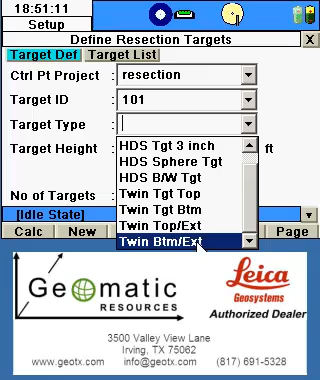 18:51:11
Setup
Define Resection Targets X
Target Def Target List
Ctrl Pt Project : resection
Target ID : 101
Target Type :
Target Height : ft
HDS Tgt 3 inch
HDS Sphere Tgt
HDS B/W Tgt
Twin Tgt Top
Twin Tgt Btm
Twin Top/Ext
Twin Btm/Ext
No of Targets :
[Idle State]
Calc New Page
Geomatic
RESOURCES
Leica
Geosystems
Authorized Dealer
3500 Valley View Lane
Irving, TX 75062
www.geotx.com info@geotx.com (817) 691-5328